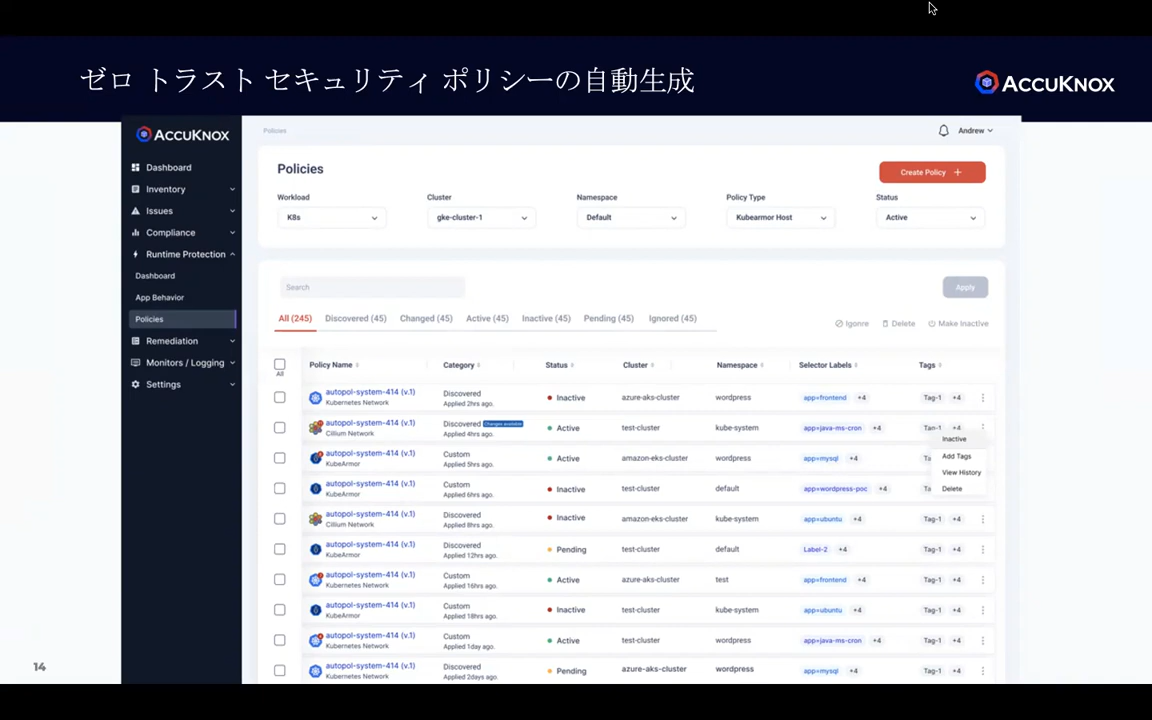 ゼロ トラスト セキュリティ ポリシーの自動生成
ACCUKNOX
ACCUKNOX
Dashboard
Inventory
Issues
Compliance
Runtime Protection
Dashboard
App Behavior
Policies
Remediation
Monitors / Logging
Settings
Policies
Andrew
Policies
Create Policy +
Workload Cluster Namespace Policy Type Status
K8s gke-cluster-1 Default Kubearmor Host Active
Search
Apply
All (245) Discovered (45) Changed (45) Active (45) Inactive (45) Pending (45) Ignored (45)
Igonre Delete Make Inactive
All
Policy Name Category Status Cluster Namespace Selector Labels Tags
autopol-system-414 (v.1) Discovered Inactive azure-aks-cluster wordpress app=frontend +4 Tag-1 +4
Kubernetes Network Applied 2hrs ago.
autopol-system-414 (v.1) Discovered Changes available Active test-cluster kube-system app=java-ms-cron +4 Tag-1 +4
Cillium Network Applied 4hrs ago.
Inactive
Add Tags
View History
Delete
autopol-system-414 (v.1) Custom Active amazon-eks-cluster wordpress app=mysql +4
KubeArmor Applied 5hrs ago.
autopol-system-414 (v.1) Custom Inactive test-cluster default app=wordpress-poc +4
KubeArmor Applied 6hrs ago.
autopol-system-414 (v.1) Discovered Inactive amazon-eks-cluster kube-system app=ubuntu +4 Tag-1 +4
Cillium Network Applied 8hrs ago.
autopol-system-414 (v.1) Discovered Pending test-cluster default Label-2 +4 Tag-1 +4
KubeArmor Applied 12hrs ago.
autopol-system-414 (v.1) Custom Active azure-aks-cluster test app=frontend +4 Tag-1 +4
Kubernetes Network Applied 16hrs ago.
autopol-system-414 (v.1) Custom Inactive test-cluster kube-system app=ubuntu +4 Tag-1 +4
KubeArmor Applied 18hrs ago.
autopol-system-414 (v.1) Custom Active test-cluster wordpress app=java-ms-cron +4 Tag-1 +4
Kubernetes Network Applied 1day ago.
autopol-system-414 (v.1) Discovered Pending azure-aks-cluster wordpress app=mysql +4 Tag-1 +4
Kubernetes Network Applied 2days ago.
14